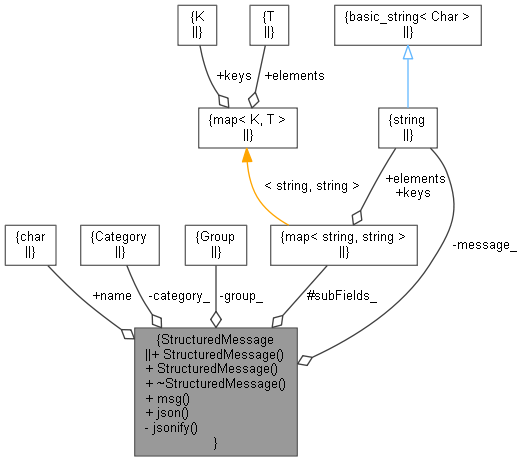 {K
||}
{T
||}
{basic_string< Char >
||}
+keys
+elements
{map< K, T >
||}
{string
||}
< string, string >
+elements
+keys
{char
||}
{Category
||}
{Group
||}
{map< string, string >
||}
-message_
+name
-category_
-group_
#subFields_
{StructuredMessage
||+ StructuredMessage()
+ StructuredMessage()
+ ~StructuredMessage()
+ msg()
+ json()
- jsonify()
}